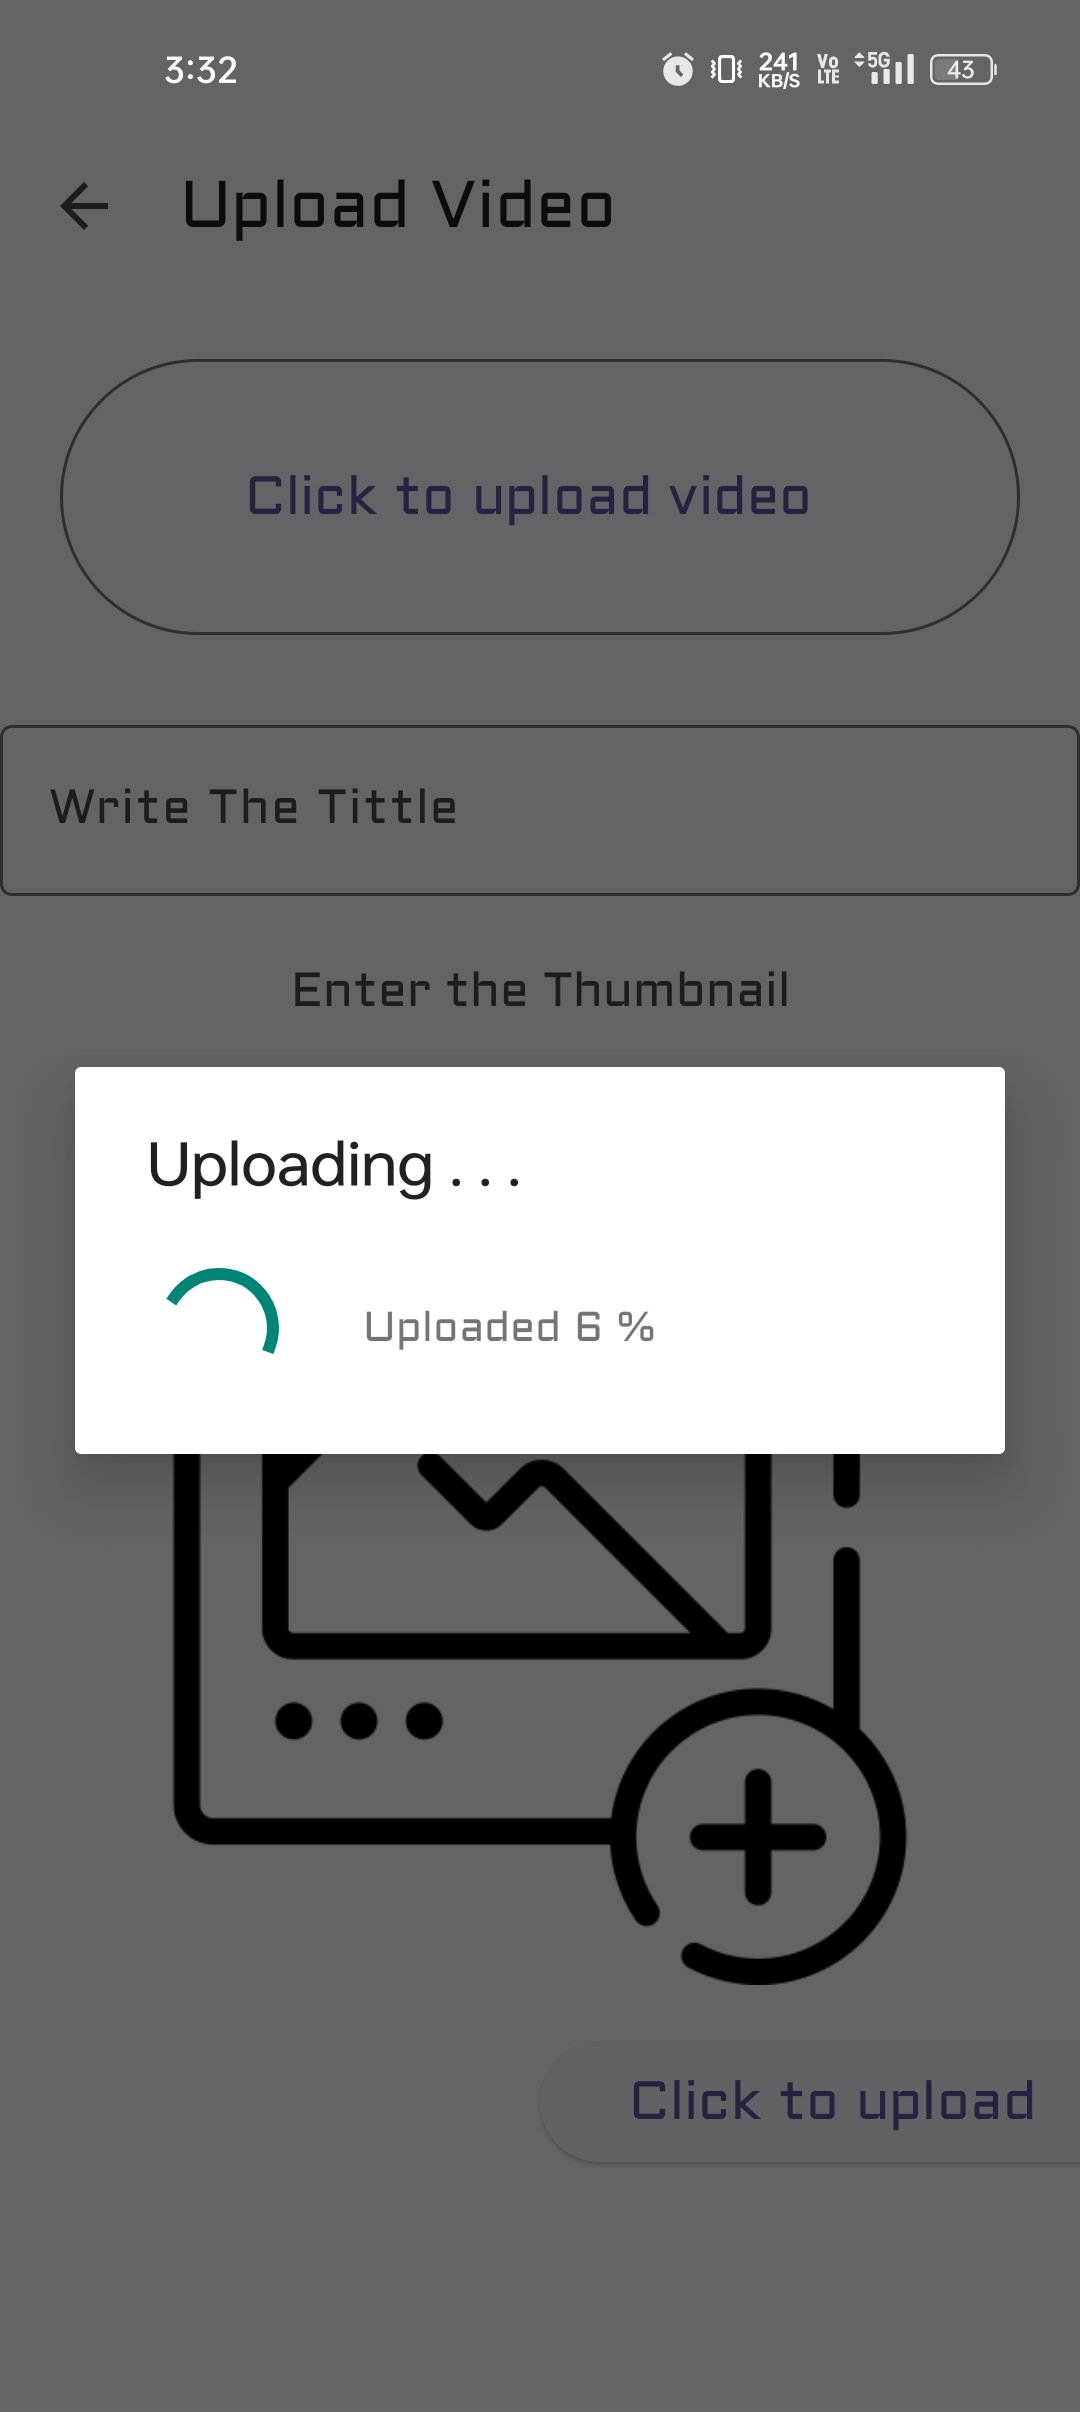 3:32
241
KB/S
Vo
LTE
5G
43
Upload Video
Click to upload video
Write The Tittle
Enter the Thumbnail
Uploading . . .
Uploaded 6 %
Click to upload